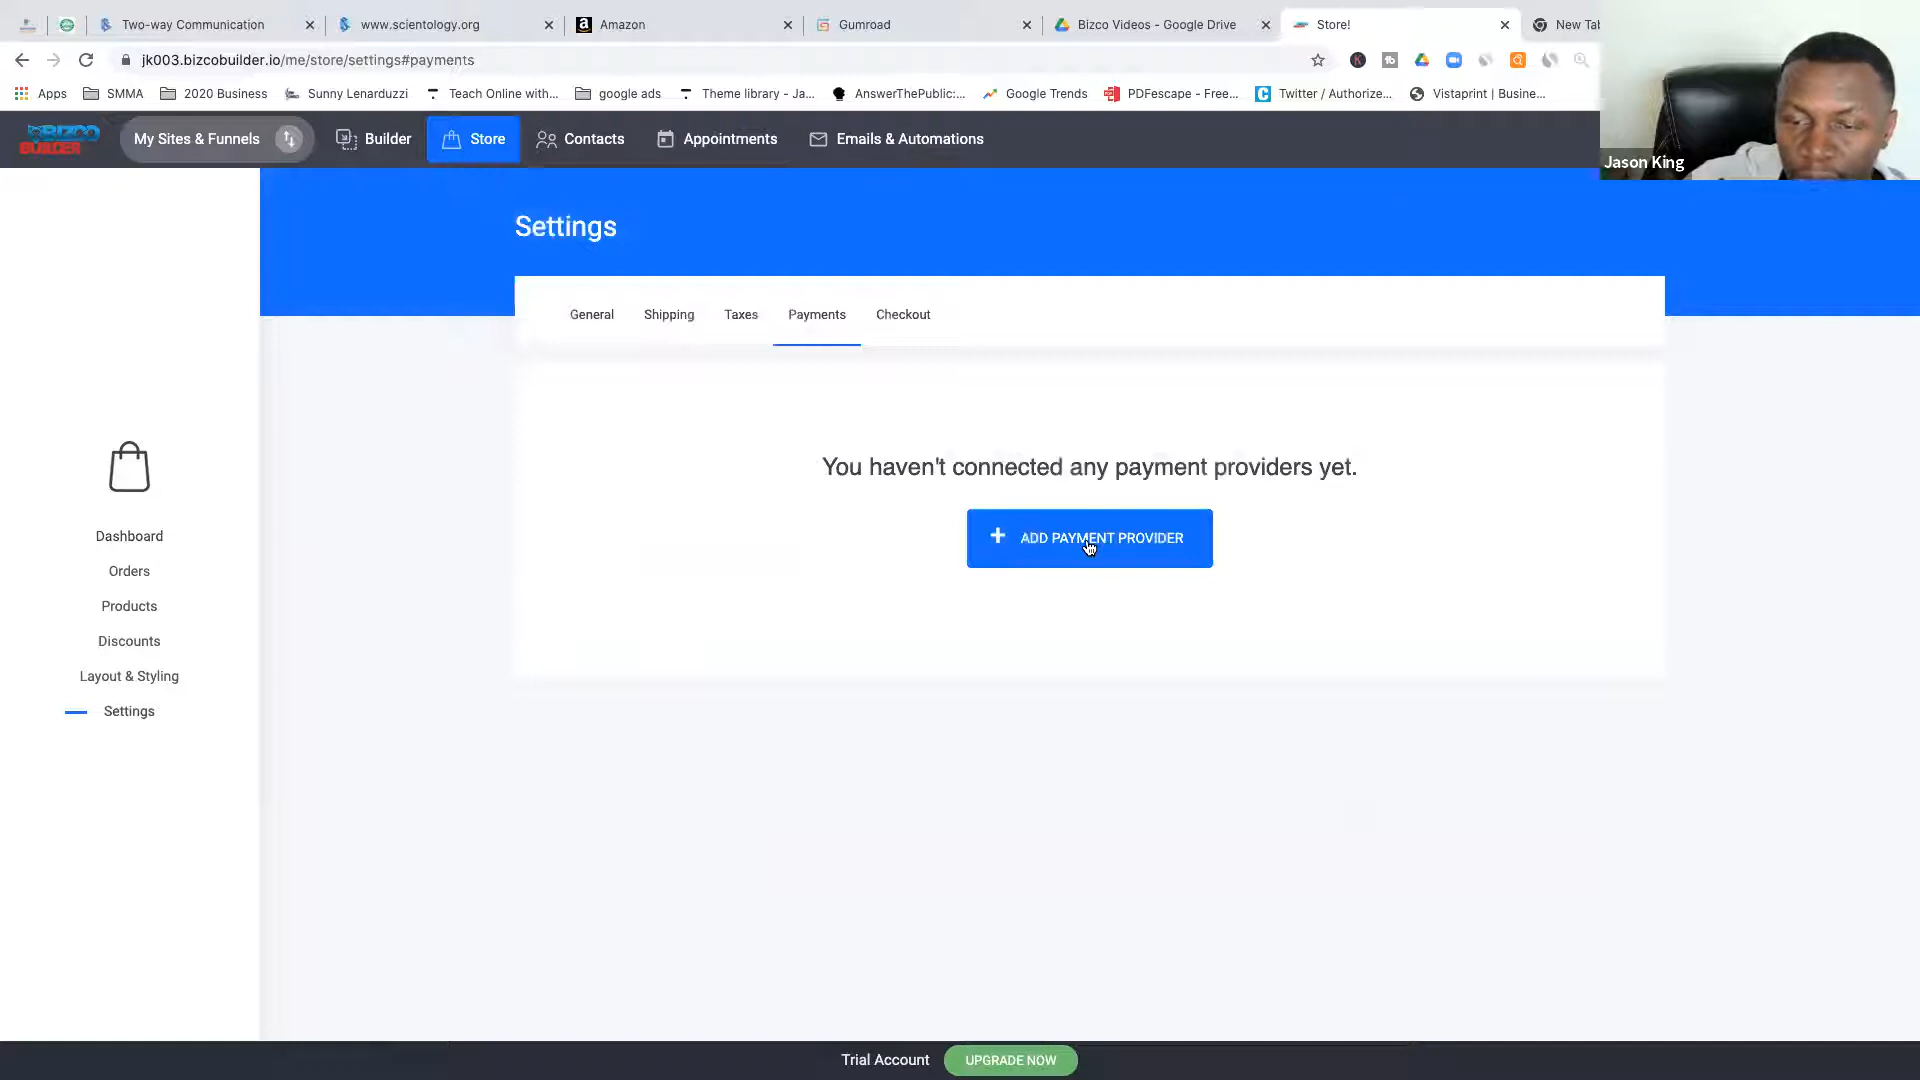 Two-way Communication
www.scientology.org
Amazon
Gumroad
Bizco Videos - Google Drive
Store!
New Tab
jk003.bizcobuilder.io/me/store/settings#payments
Apps
SMMA
2020 Business
Sunny Lenarduzzi
Teach Online with...
google ads
Theme library - Ja...
AnswerThePublic:...
Google Trends
PDFescape - Free...
Twitter / Authorize...
Vistaprint | Busine...
Jason King
BIZCO
BUILDER
My Sites & Funnels
Builder
Store
Contacts
Appointments
Emails & Automations
Settings
General
Shipping
Taxes
Payments
Checkout
You haven't connected any payment providers yet.
+ ADD PAYMENT PROVIDER
Dashboard
Orders
Products
Discounts
Layout & Styling
Settings
Trial Account
UPGRADE NOW